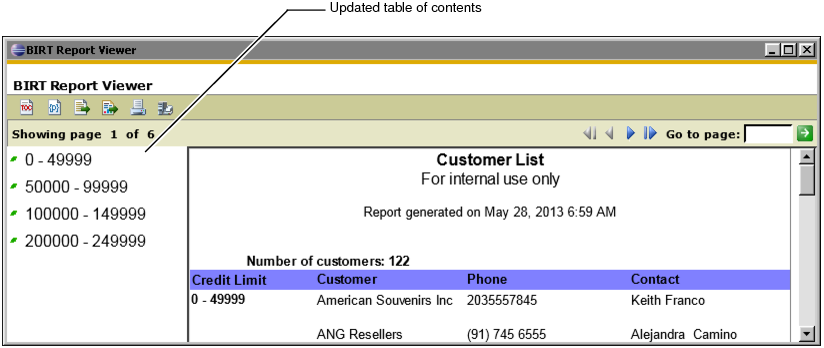 Updated table of contents
BIRT Report Viewer
BIRT Report Viewer
TOC
Showing page 1 of 6
Go to page:
0 - 49999
50000 - 99999
100000 - 149999
200000 - 249999
Customer List
For internal use only
Report generated on May 28, 2013 6:59 AM
Number of customers: 122
Credit Limit Customer Phone Contact
0 - 49999 American Souvenirs Inc 2035557845 Keith Franco
ANG Resellers (91) 745 6555 Alejandra Camino